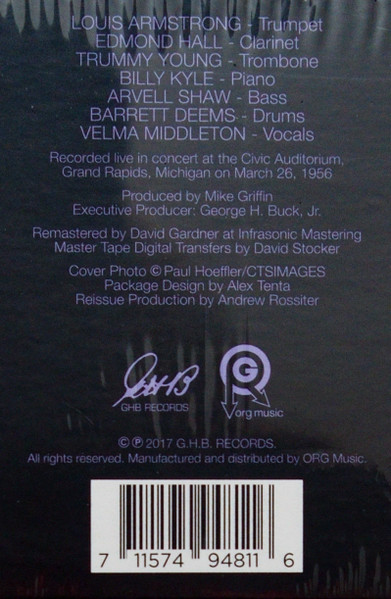 LOUIS ARMSTRONG - Trumpet
EDMOND HALL - Clarinet
TRUMMY YOUNG - Trombone
BILLY KYLE - Piano
ARVELL SHAW - Bass
BARRETT DEEMS - Drums
VELMA MIDDLETON - Vocals
Recorded live in concert at the Civic Auditorium,
Grand Rapids, Michigan on March 26, 1956
Produced by Mike Griffin
Executive Producer: George H. Buck, Jr.
Remastered by David Gardner at Infrasonic Mastering
Master Tape Digital Transfers by David Stocker
Cover Photo © Paul Hoeffler/CTSIMAGES
Package Design by Alex Tenta
Reissue Production by Andrew Rossiter
GHB
GHB RECORDS
G
org music
© ℗ 2017 G.H.B. RECORDS.
All rights reserved. Manufactured and distributed by ORG Music.
7 11574 94811 6